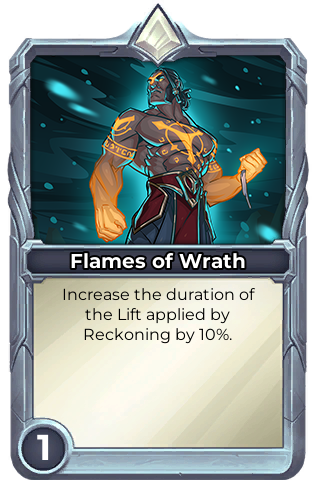 Flames of Wrath
Increase the duration of
the Lift applied by
Reckoning by 10%.
1